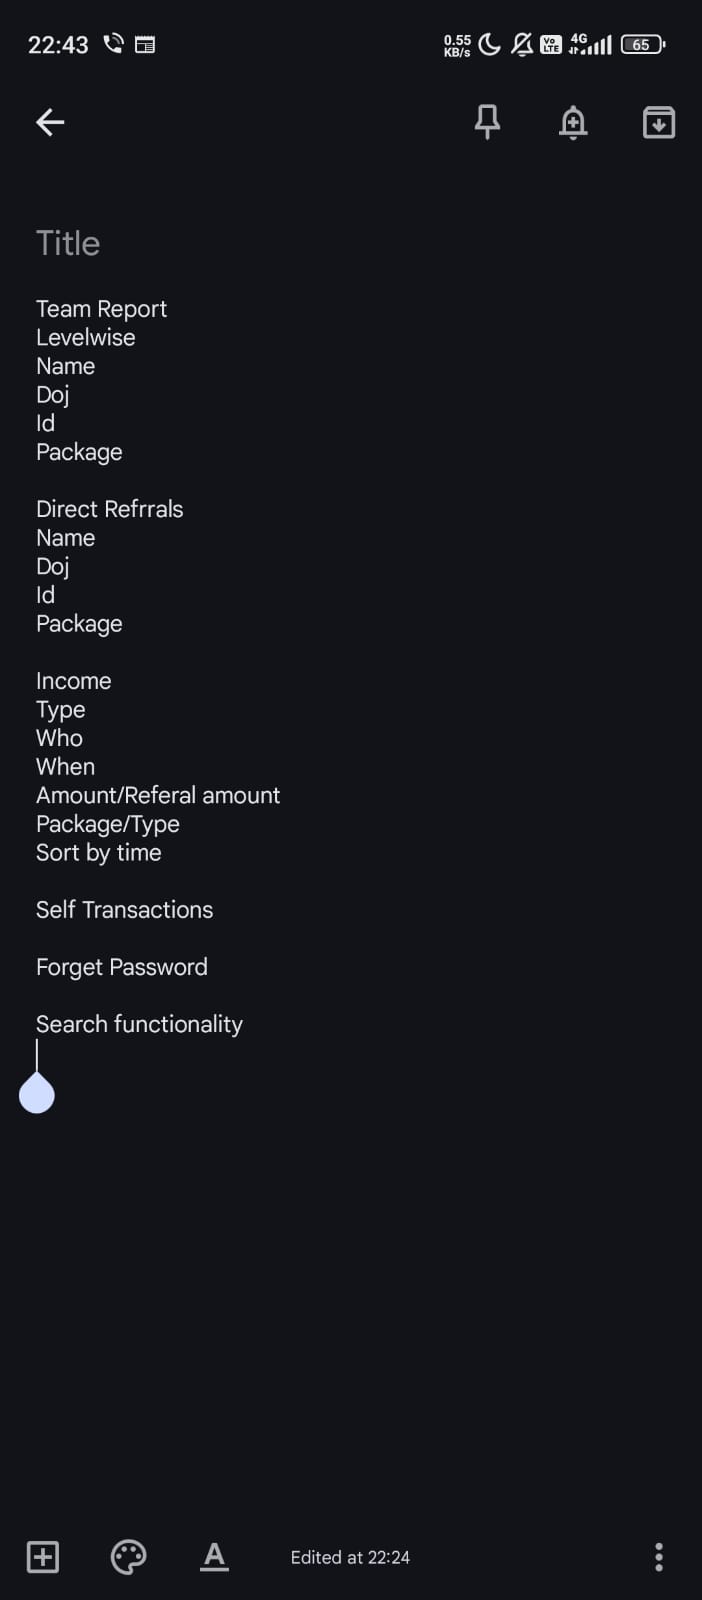 22:43
0.55
KB/s
Vo
LTE
4G
65
Title
Team Report
Levelwise
Name
Doj
Id
Package
Direct Refrrals
Name
Doj
Id
Package
Income
Type
Who
When
Amount/Referal amount
Package/Type
Sort by time
Self Transactions
Forget Password
Search functionality
A
Edited at 22:24